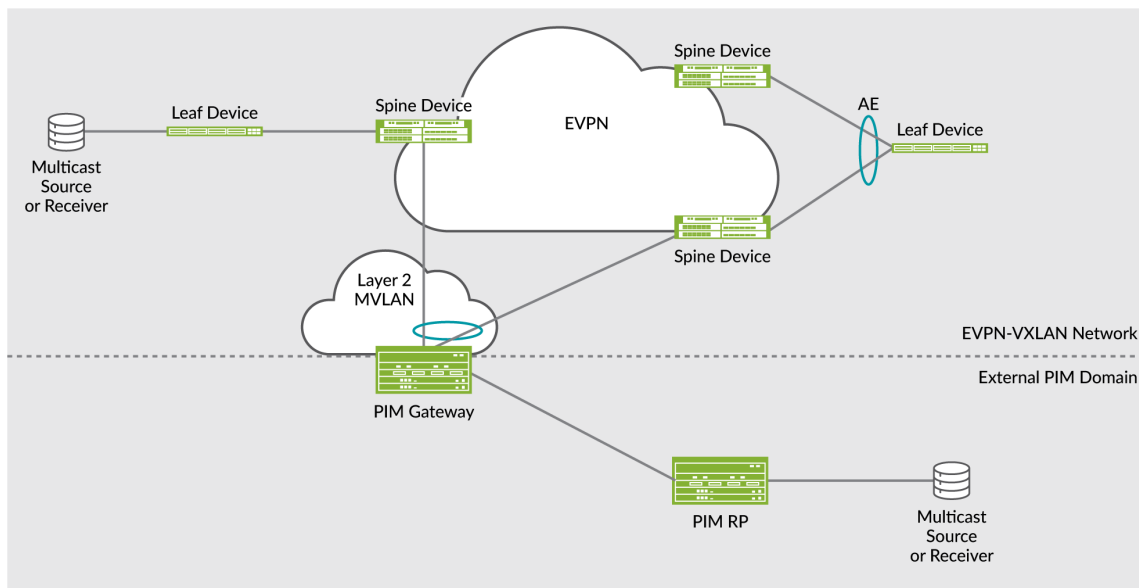 Spine Device
AE
Leaf Device
Spine Device
EVPN
Leaf Device
Multicast
Source
or Receiver
Spine Device
Layer 2
MVLAN
EVPN-VXLAN Network
External PIM Domain
PIM Gateway
PIM RP
Multicast
Source
or Receiver